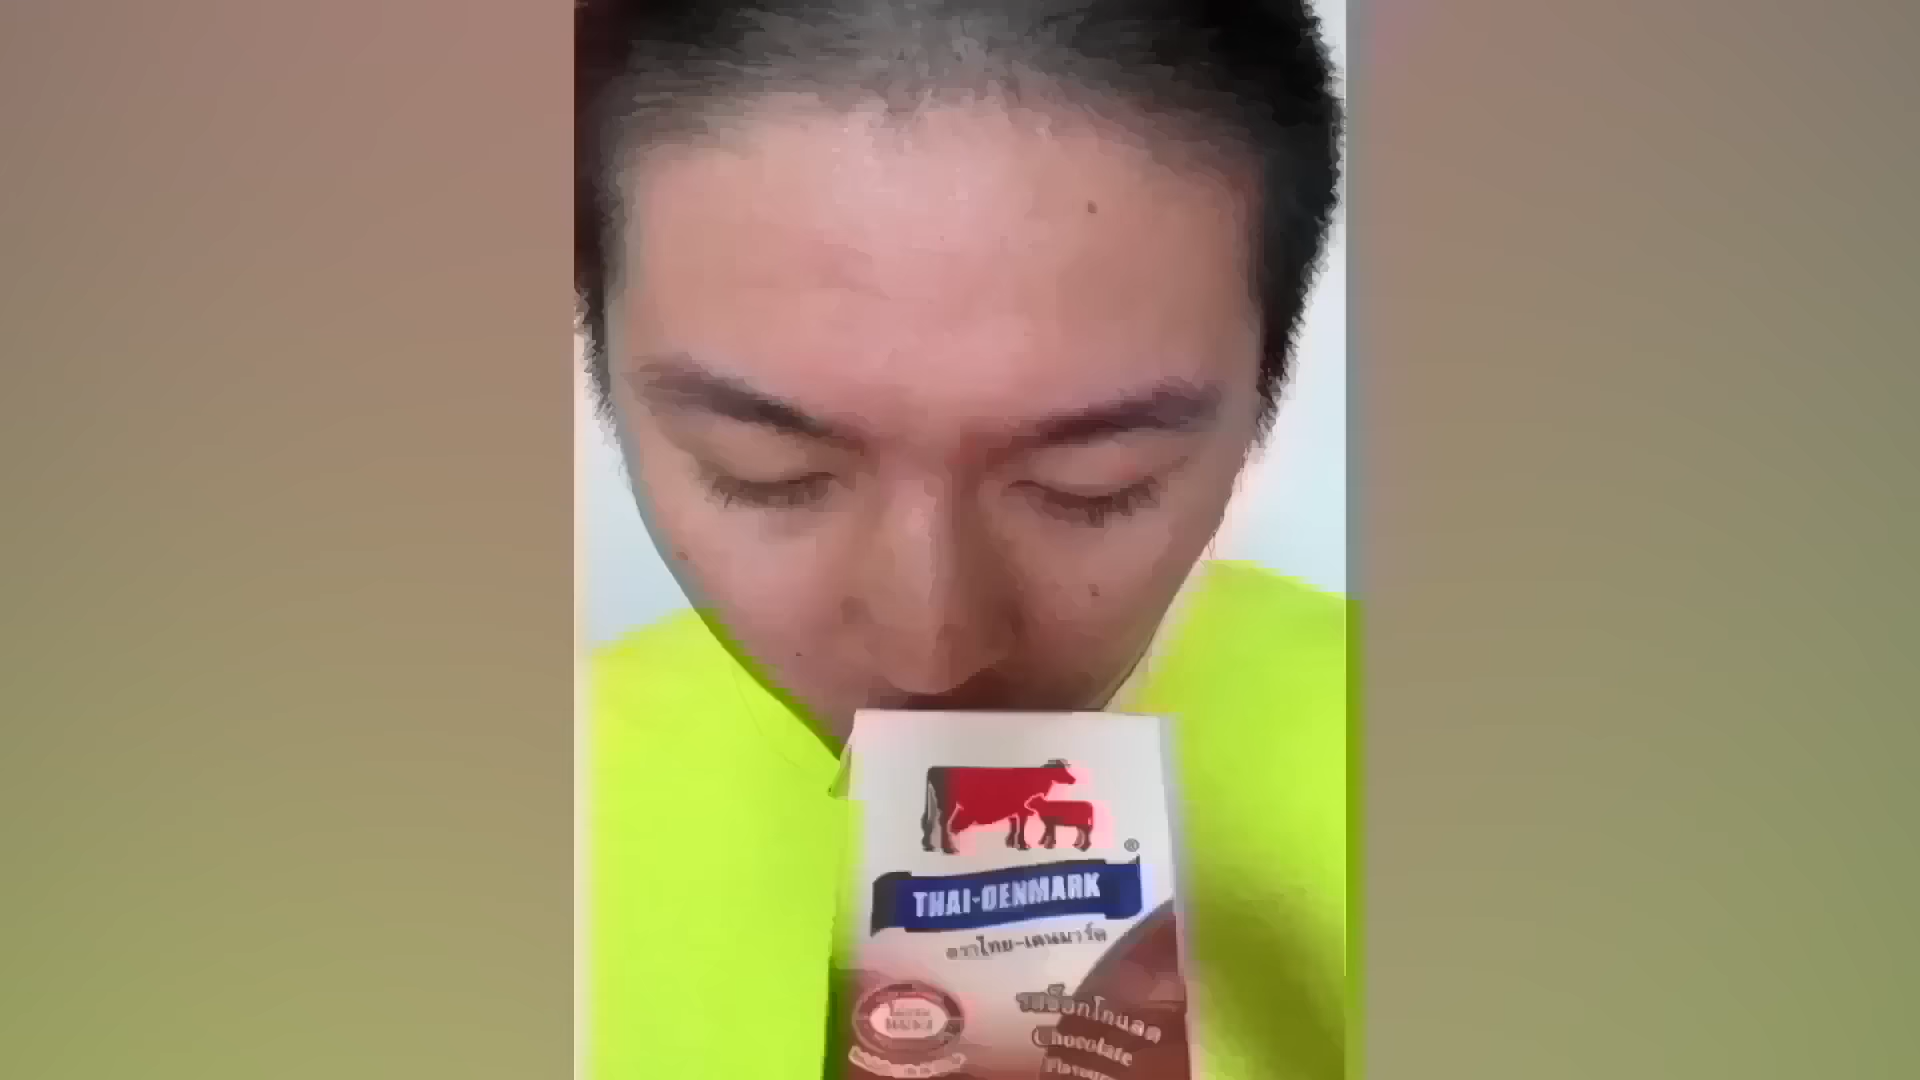 ®
THAI-DENMARK
ตราไทย-เดนมาร์ค
รสช็อกโกแลต
Chocolate
Flavour